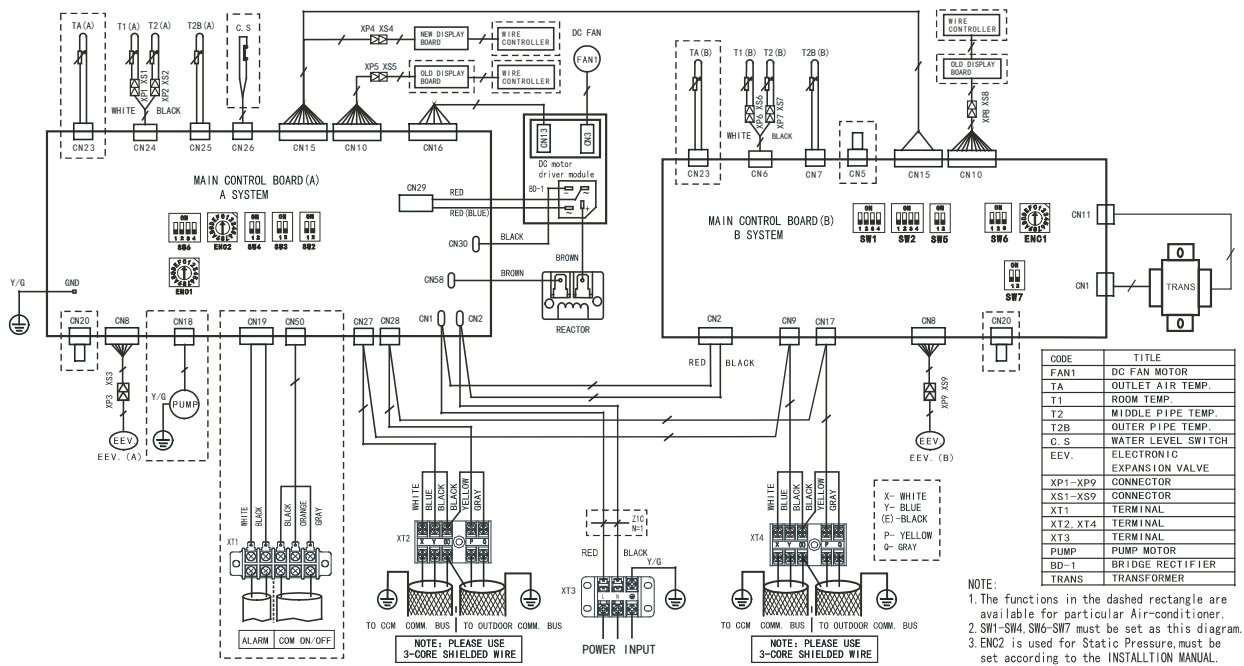 TA(A)
T1(A) T2(A)
T2B(A)
C.S
XP1 XS1
XP2 XS2
WHITE BLACK
CN23
CN24
CN25
CN26
CN15
CN10
CN16
XP4 XS4
NEW DISPLAY
BOARD
WIRE
CONTROLLER
XP5 XS5
OLD DISPLAY
BOARD
WIRE
CONTROLLER
DC FAN
FAN1
CN13
CN3
DC motor
driver module
BD-1
TA(B)
T1(B) T2(B)
T2B(B)
XP6 XS6
XP7 XS7
WHITE BLACK
CN23
CN6
CN7
CN5
CN15
CN10
WIRE
CONTROLLER
OLD DISPLAY
BOARD
XP8 XS8
MAIN CONTROL BOARD(A)
A SYSTEM
SW6
ENC2
SW4
SW3
SW2
ENC1
CN29
RED
RED(BLUE)
CN30
BLACK
CN58
BROWN
BROWN
REACTOR
MAIN CONTROL BOARD(B)
B SYSTEM
SW1
SW2
SW5
SW6
ENC1
SW7
CN11
CN1
TRANS
Y/G
GND
CN20
CN8
CN18
CN19
CN50
CN27
CN28
CN1
CN2
CN2
CN9
CN17
CN8
CN20
RED
BLACK
XP3 XS3
EEV
EEV. (A)
Y/G
PUMP
XP9 XS9
EEV.
EEV. (B)
WHITE
BLACK
BLACK
ORANGE
GRAY
XT1
ALARM
COM ON/OFF
WHITE
BLUE
BLACK
BLACK
YELLOW
GRAY
XT2
X Y (E) P Q
TO CCM COMM. BUS
TO OUTDOOR COMM. BUS
NOTE: PLEASE USE
3-CORE SHIELDED WIRE
Z1C
N=1
RED
BLACK
Y/G
XT3
L N
POWER INPUT
WHITE
BLUE
BLACK
BLACK
YELLOW
GRAY
XT4
X Y (E) P Q
TO CCM COMM. BUS
TO OUTDOOR COMM. BUS
NOTE: PLEASE USE
3-CORE SHIELDED WIRE
X- WHITE
Y- BLUE
(E)-BLACK
P- YELLOW
Q- GRAY
CODE TITLE
FAN1 DC FAN MOTOR
TA OUTLET AIR TEMP.
T1 ROOM TEMP.
T2 MIDDLE PIPE TEMP.
T2B OUTER PIPE TEMP.
C.S WATER LEVEL SWITCH
EEV. ELECTRONIC
EXPANSION VALVE
XP1-XP9 CONNECTOR
XS1-XS9 CONNECTOR
XT1 TERMINAL
XT2, XT4 TERMINAL
XT3 TERMINAL
PUMP PUMP MOTOR
BD-1 BRIDGE RECTIFIER
TRANS TRANSFORMER
NOTE:
1. The functions in the dashed rectangle are
available for particular Air-conditioner.
2. SW1-SW4, SW6-SW7 must be set as this diagram.
3. ENC2 is used for Static Pressure, must be
set according to the INSTALLTION MANUAL.